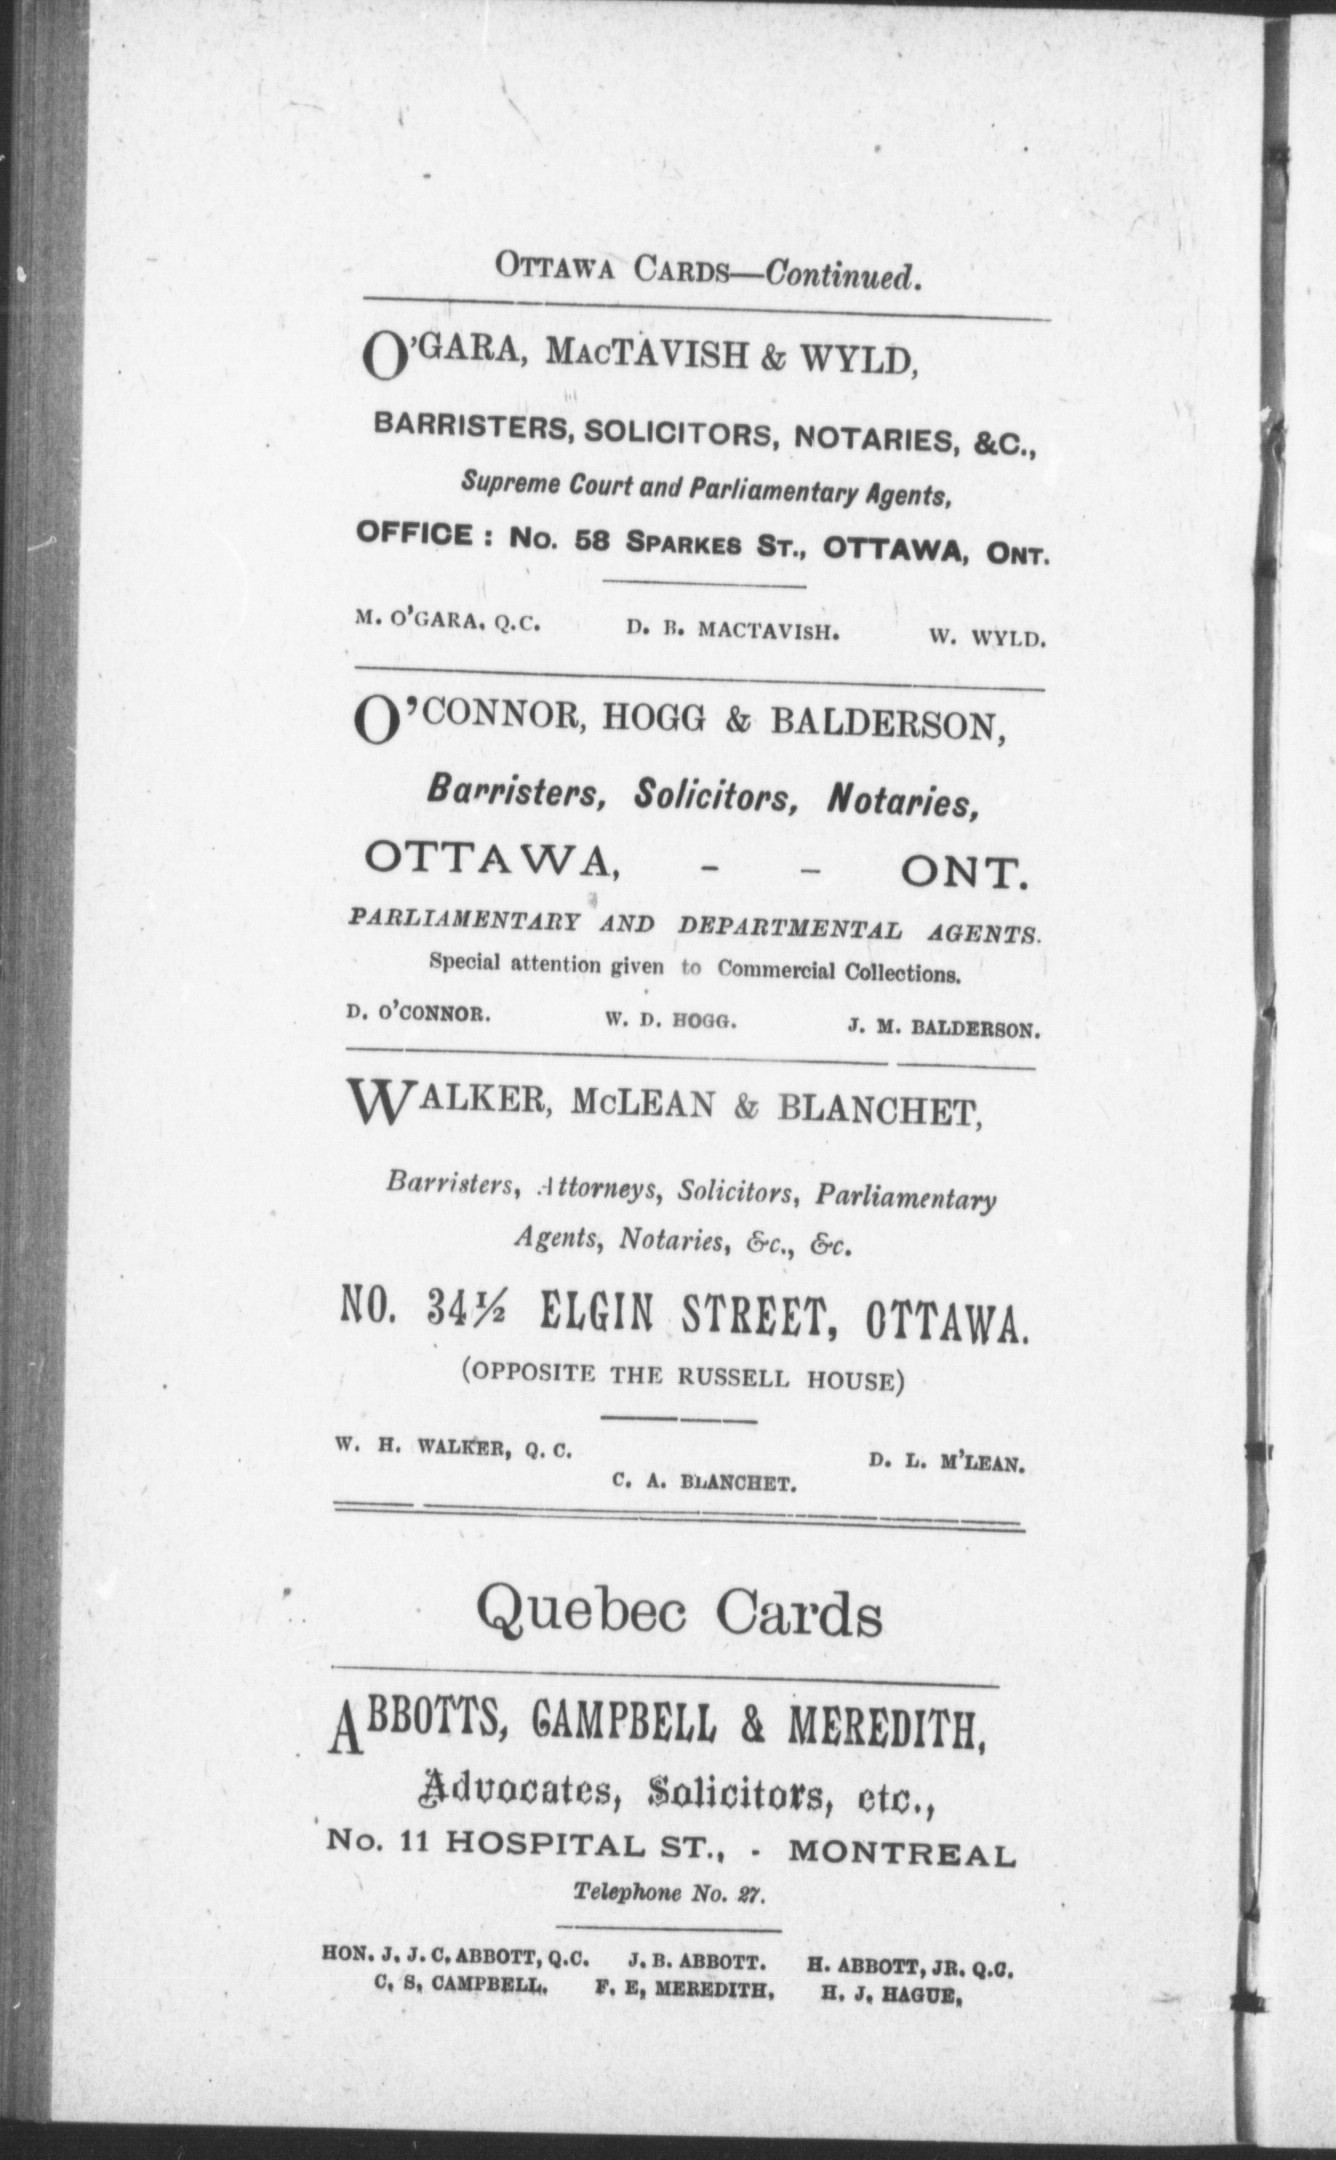 OTTAWA CARDS—Continued.
O'GARA, MACTAVISH & WYLD,
BARRISTERS, SOLICITORS, NOTARIES, &C.,
Supreme Court and Parliamentary Agents,
OFFICE : No. 58 SPARKES ST., OTTAWA, ONT.
M. O'GARA, Q.C. D. B. MACTAVISH. W. WYLD.
O'CONNOR, HOGG & BALDERSON,
Barristers, Solicitors, Notaries,
OTTAWA, - - ONT.
PARLIAMENTARY AND DEPARTMENTAL AGENTS.
Special attention given to Commercial Collections.
D. O'CONNOR. W. D. HOGG. J. M. BALDERSON.
WALKER, McLEAN & BLANCHET,
Barristers, Attorneys, Solicitors, Parliamentary
Agents, Notaries, &c., &c.
NO. 34½ ELGIN STREET, OTTAWA.
(OPPOSITE THE RUSSELL HOUSE)
W. H. WALKER, Q. C. D. L. M'LEAN.
C. A. BLANCHET.
Quebec Cards
ABBOTTS, CAMPBELL & MEREDITH,
Advocates, Solicitors, etc.,
No. 11 HOSPITAL ST., - MONTREAL
Telephone No. 27.
HON. J. J. C. ABBOTT, Q.C. J. B. ABBOTT. H. ABBOTT, JR. Q.C.
C. S. CAMPBELL. F. E. MEREDITH. H. J. HAGUE.